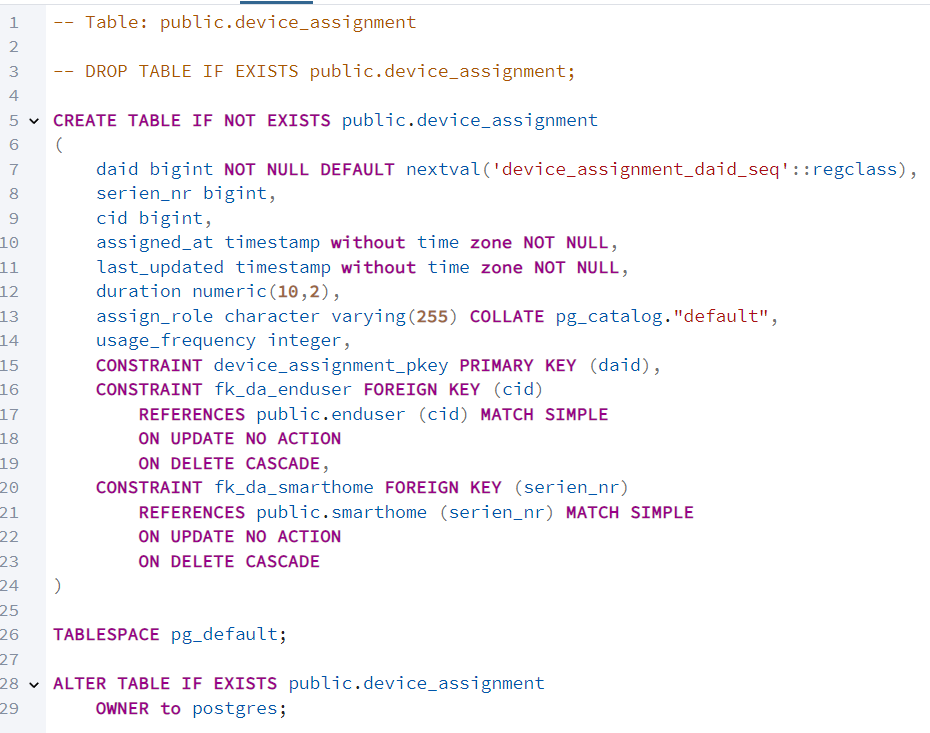 1 -- Table: public.device_assignment
2
3 -- DROP TABLE IF EXISTS public.device_assignment;
4
5 CREATE TABLE IF NOT EXISTS public.device_assignment
6 (
7     daid bigint NOT NULL DEFAULT nextval('device_assignment_daid_seq'::regclass),
8     serien_nr bigint,
9     cid bigint,
10     assigned_at timestamp without time zone NOT NULL,
11     last_updated timestamp without time zone NOT NULL,
12     duration numeric(10,2),
13     assign_role character varying(255) COLLATE pg_catalog."default",
14     usage_frequency integer,
15     CONSTRAINT device_assignment_pkey PRIMARY KEY (daid),
16     CONSTRAINT fk_da_enduser FOREIGN KEY (cid)
17         REFERENCES public.enduser (cid) MATCH SIMPLE
18         ON UPDATE NO ACTION
19         ON DELETE CASCADE,
20     CONSTRAINT fk_da_smarthome FOREIGN KEY (serien_nr)
21         REFERENCES public.smarthome (serien_nr) MATCH SIMPLE
22         ON UPDATE NO ACTION
23         ON DELETE CASCADE
24 )
25
26 TABLESPACE pg_default;
27
28 ALTER TABLE IF EXISTS public.device_assignment
29     OWNER to postgres;